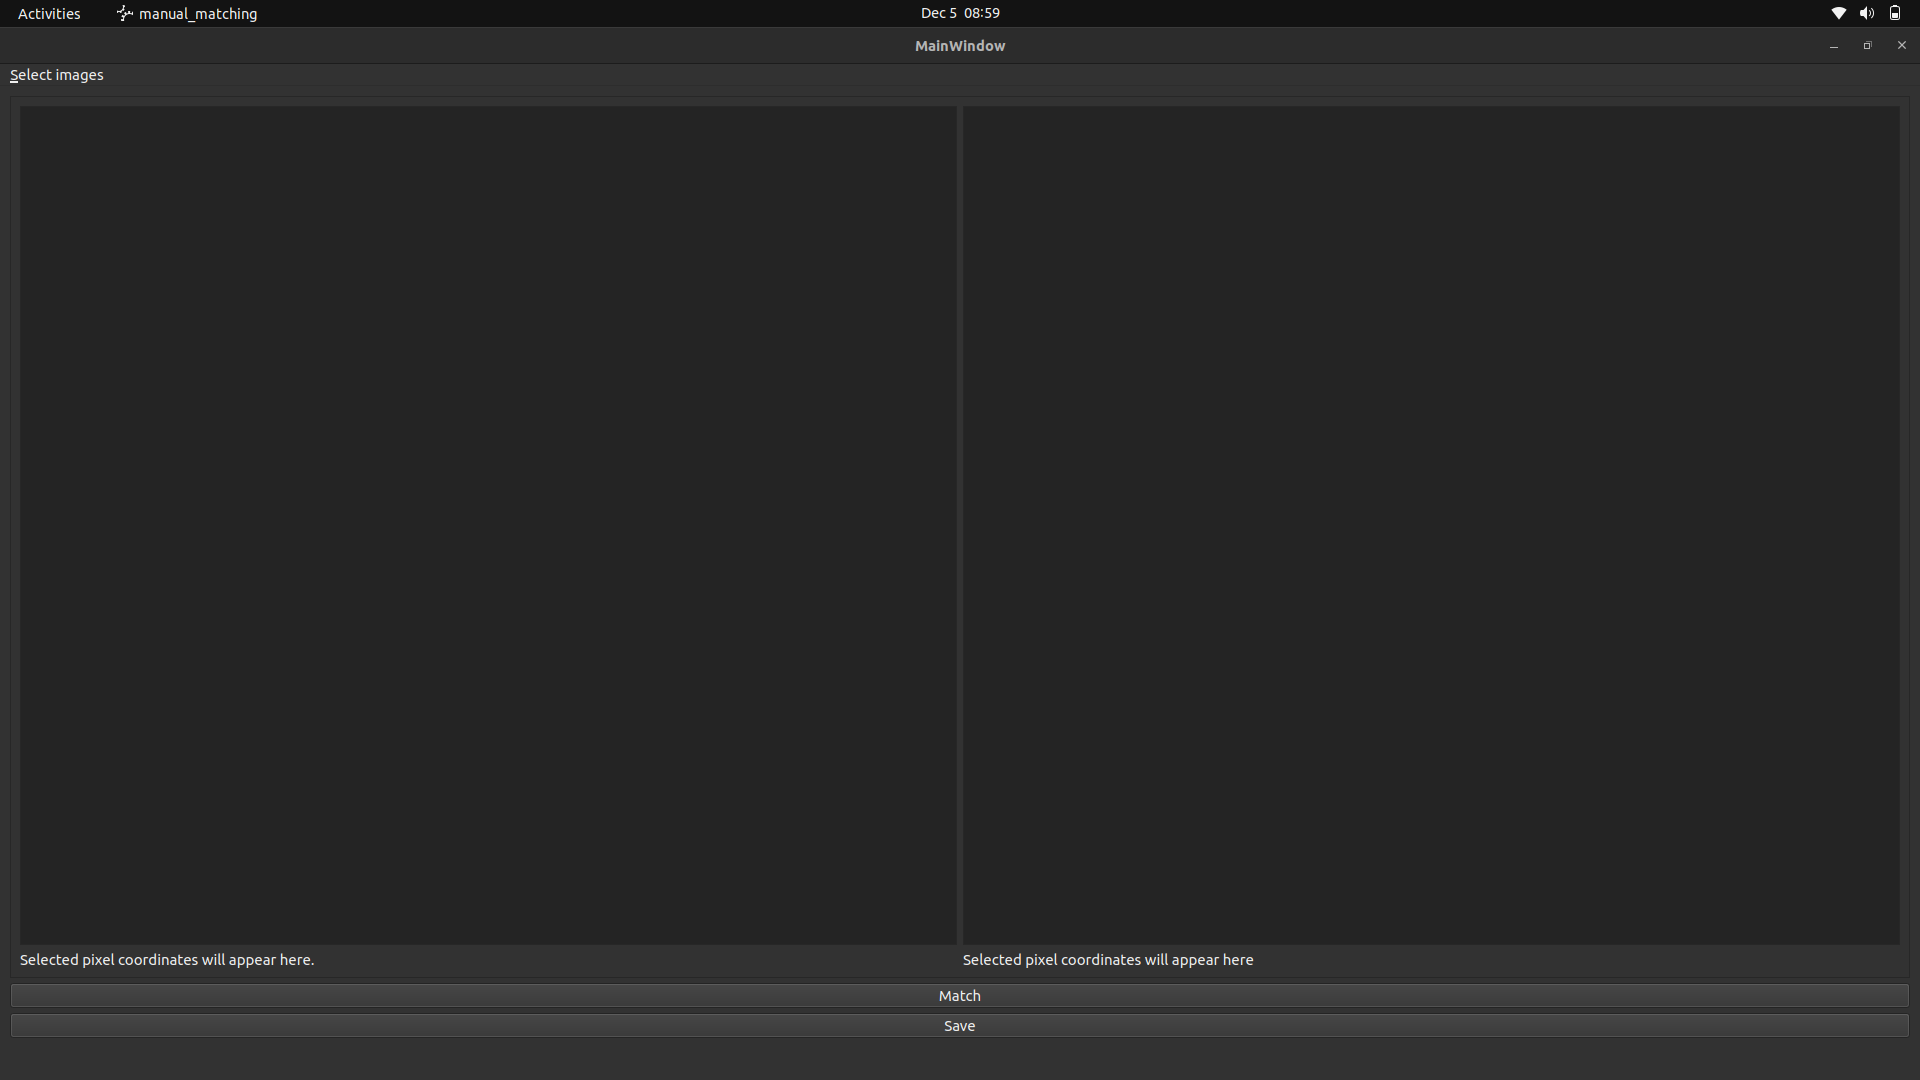 Activities manual_matching Dec 5 08:59
MainWindow
Select images
Selected pixel coordinates will appear here. Selected pixel coordinates will appear here
Match
Save